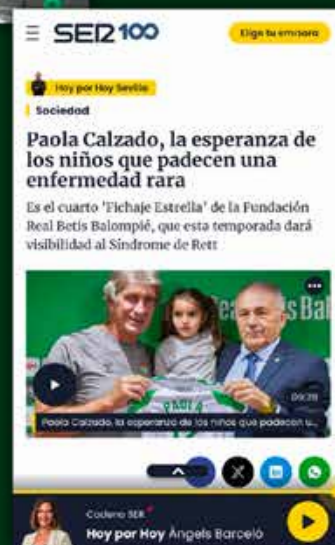 SER 100
Elige tu emisora
Hoy por Hoy Sevilla
Sociedad
Paola Calzado, la esperanza de
los niños que padecen una
enfermedad rara
Es el cuarto 'Fichaje Estrella' de la Fundación
Real Betis Balompié, que esta temporada dará
visibilidad al Síndrome de Rett
s Ba
PAOLA
Paola Calzado, la esperanza de los niños que padecen u...
Cadena SER
Hoy por Hoy Àngels Barceló